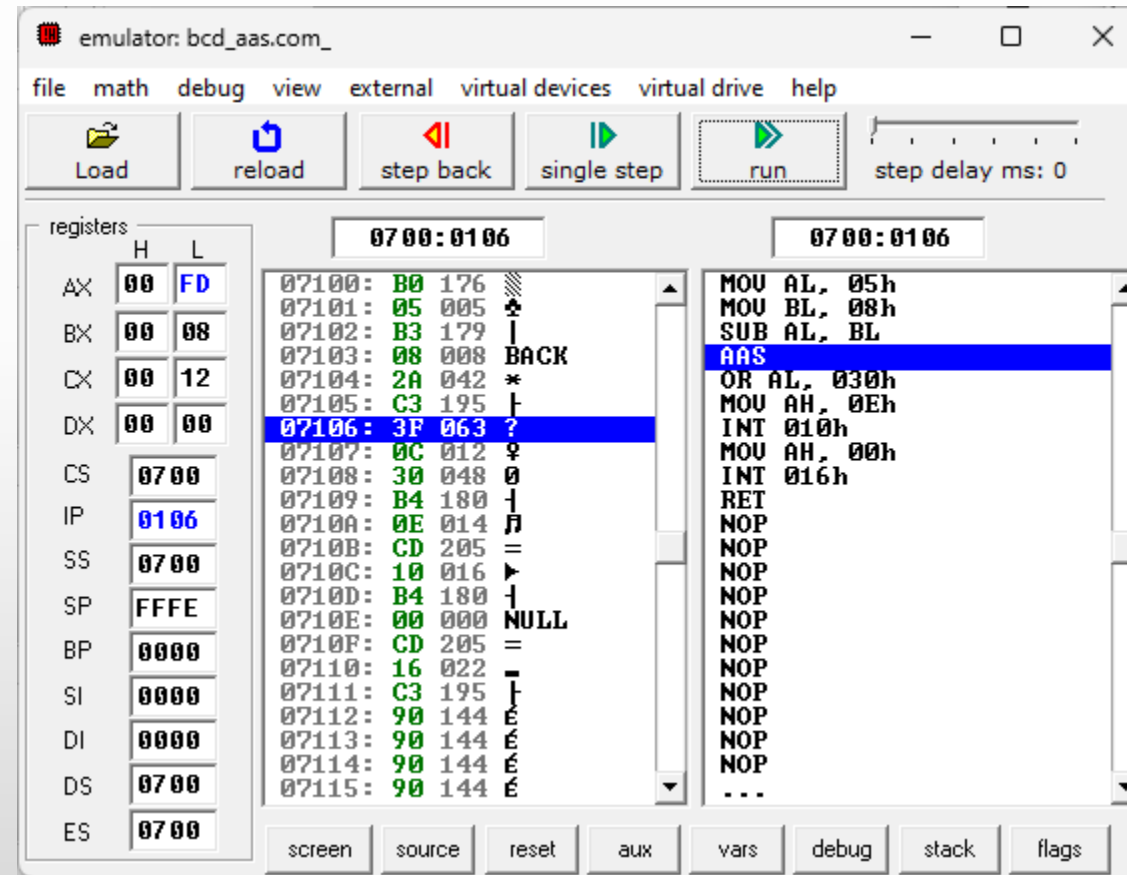 emulator: bcd_aas.com_
file math debug view external virtual devices virtual drive help
Load reload step back single step run step delay ms: 0
registers
H L
0700:0106 0700:0106
AX 00 FD
BX 00 08
CX 00 12
DX 00 00
CS 0700
IP 0106
SS 0700
SP FFFE
BP 0000
SI 0000
DI 0000
DS 0700
ES 0700
07100: B0 176 ▒
07101: 05 005 ♣
07102: B3 179 │
07103: 08 008 BACK
07104: 2A 042 *
07105: C3 195 ├
07106: 3F 063 ?
07107: 0C 012 ♀
07108: 30 048 0
07109: B4 180 ┤
0710A: 0E 014 ♫
0710B: CD 205 =
0710C: 10 016 ►
0710D: B4 180 ┤
0710E: 00 000 NULL
0710F: CD 205 =
07110: 16 022 ▬
07111: C3 195 ├
07112: 90 144 É
07113: 90 144 É
07114: 90 144 É
07115: 90 144 É
MOV AL, 05h
MOV BL, 08h
SUB AL, BL
AAS
OR AL, 030h
MOV AH, 0Eh
INT 010h
MOV AH, 00h
INT 016h
RET
NOP
NOP
NOP
NOP
NOP
NOP
NOP
NOP
NOP
NOP
NOP
...
screen source reset aux vars debug stack flags